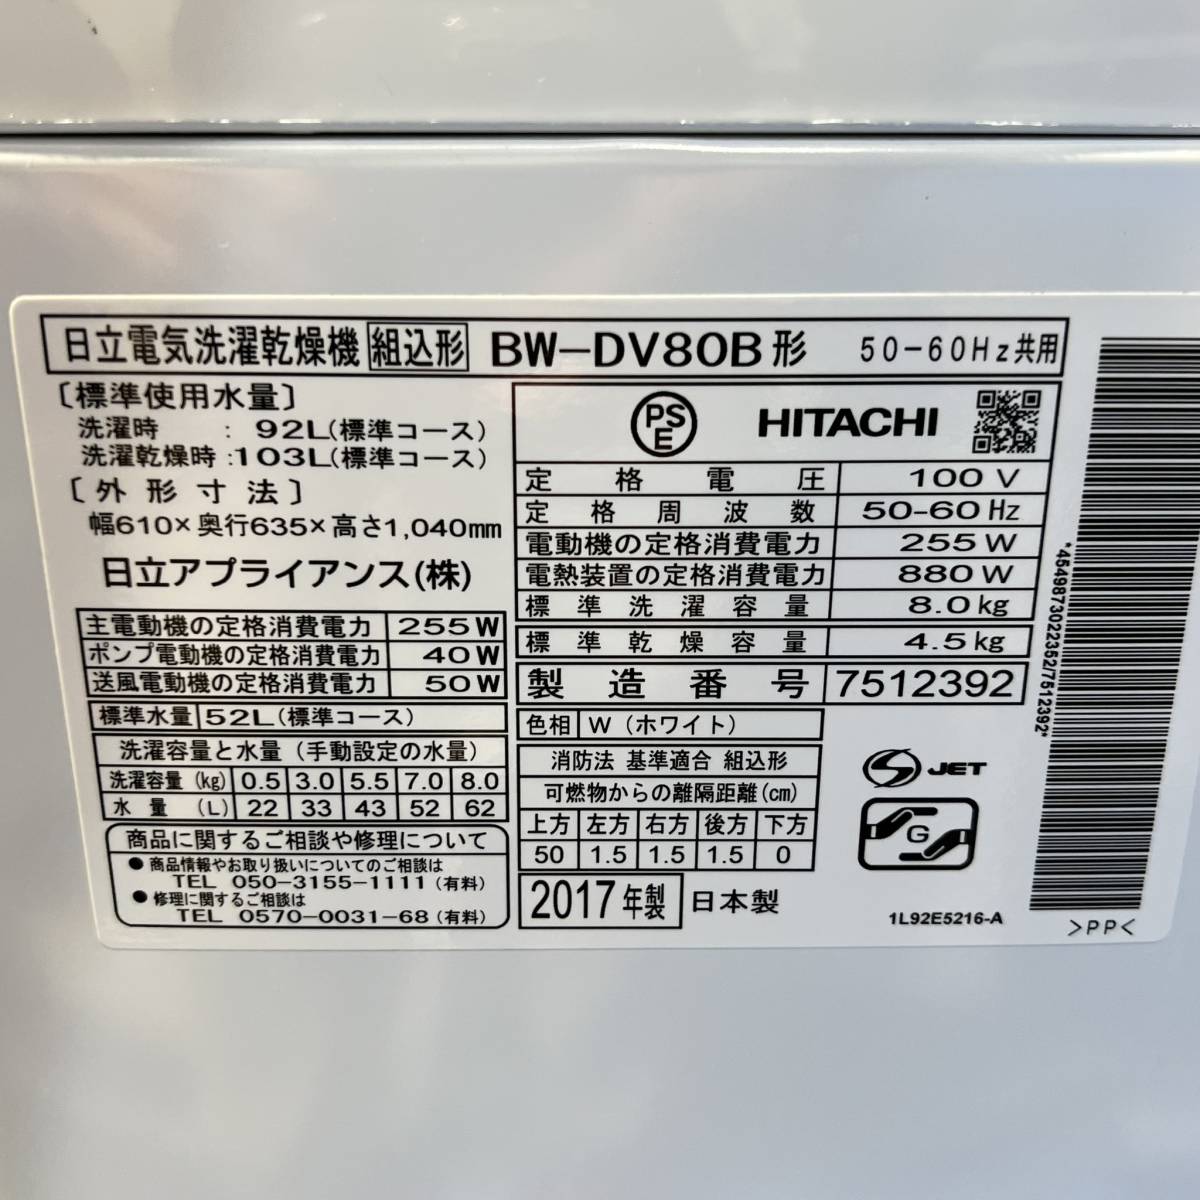 日立電気洗濯乾燥機 組込形 BW-DV80B形 50-60Hz共用
〔標準使用水量〕
洗濯時 : 92L(標準コース)
洗濯乾燥時 : 103L(標準コース)
〔外形寸法〕
幅610×奥行635×高さ1,040mm
日立アプライアンス(株)
主電動機の定格消費電力 255W
ポンプ電動機の定格消費電力 40W
送風電動機の定格消費電力 50W
標準水量 52L(標準コース)
洗濯容量と水量(手動設定の水量)
洗濯容量(kg) 0.5 3.0 5.5 7.0 8.0
水量(L) 22 33 43 52 62
商品に関するご相談や修理について
●商品情報やお取り扱いについてのご相談は
TEL 050-3155-1111(有料)
●修理に関するご相談は
TEL 0570-0031-68(有料)
PSE HITACHI
定格電圧 100V
定格周波数 50-60Hz
電動機の定格消費電力 255W
電熱装置の定格消費電力 880W
標準洗濯容量 8.0kg
標準乾燥容量 4.5kg
製造番号 7512392
色相 W(ホワイト)
消防法 基準適合 組込形
可燃物からの離隔距離(cm)
上方 左方 右方 後方 下方
50 1.5 1.5 1.5 0
2017年製 日本製
S JET
G
1L92E5216-A
*4549873022352/7512392*
>PP<